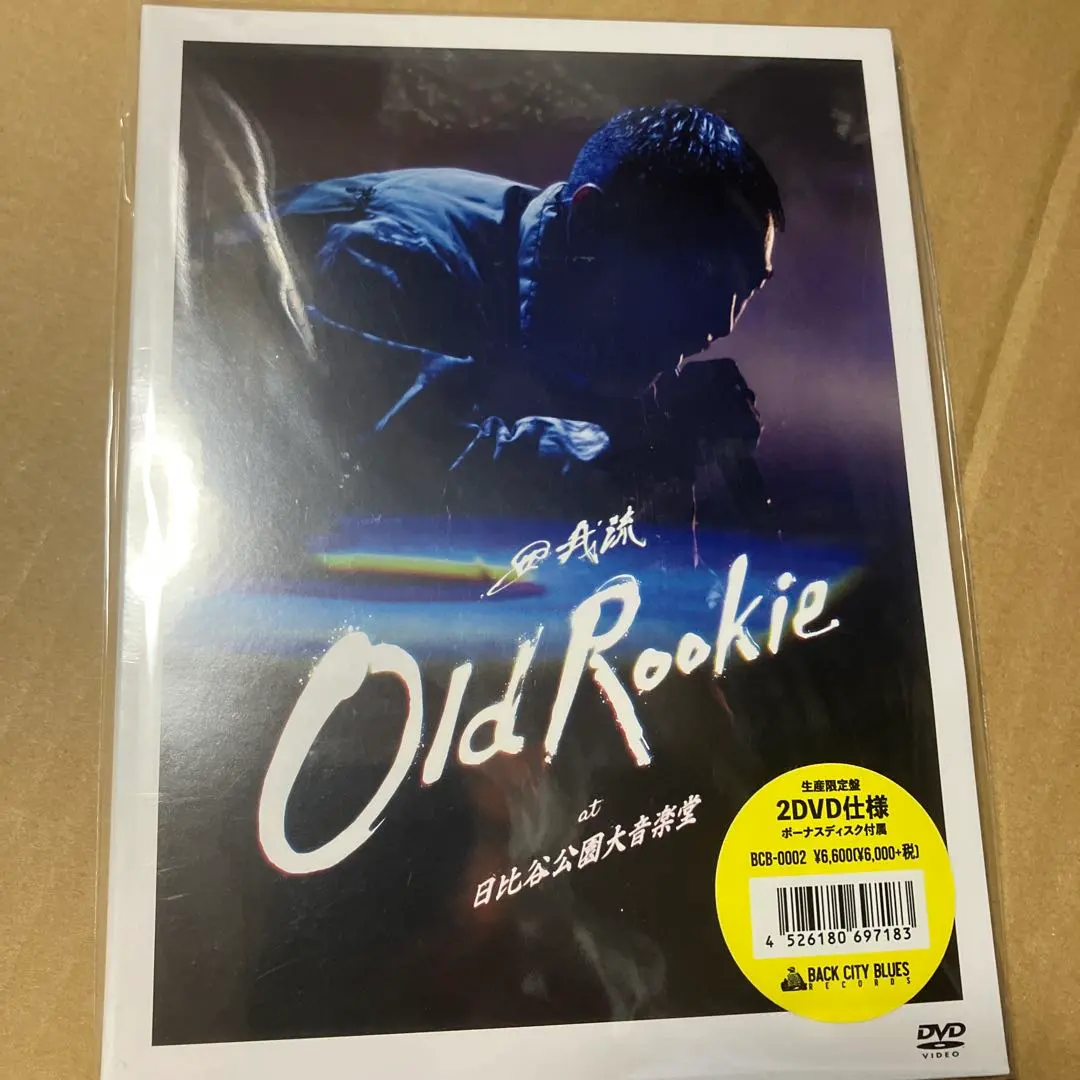 田我流
Old Rookie
at
日比谷公園大音楽堂
生産限定盤
2DVD仕様
ボーナスディスク付属
BCB-0002 ¥6,600(¥6,000+税)
4 526180 697183
BACK CITY BLUES
RECORDS
DVD
VIDEO